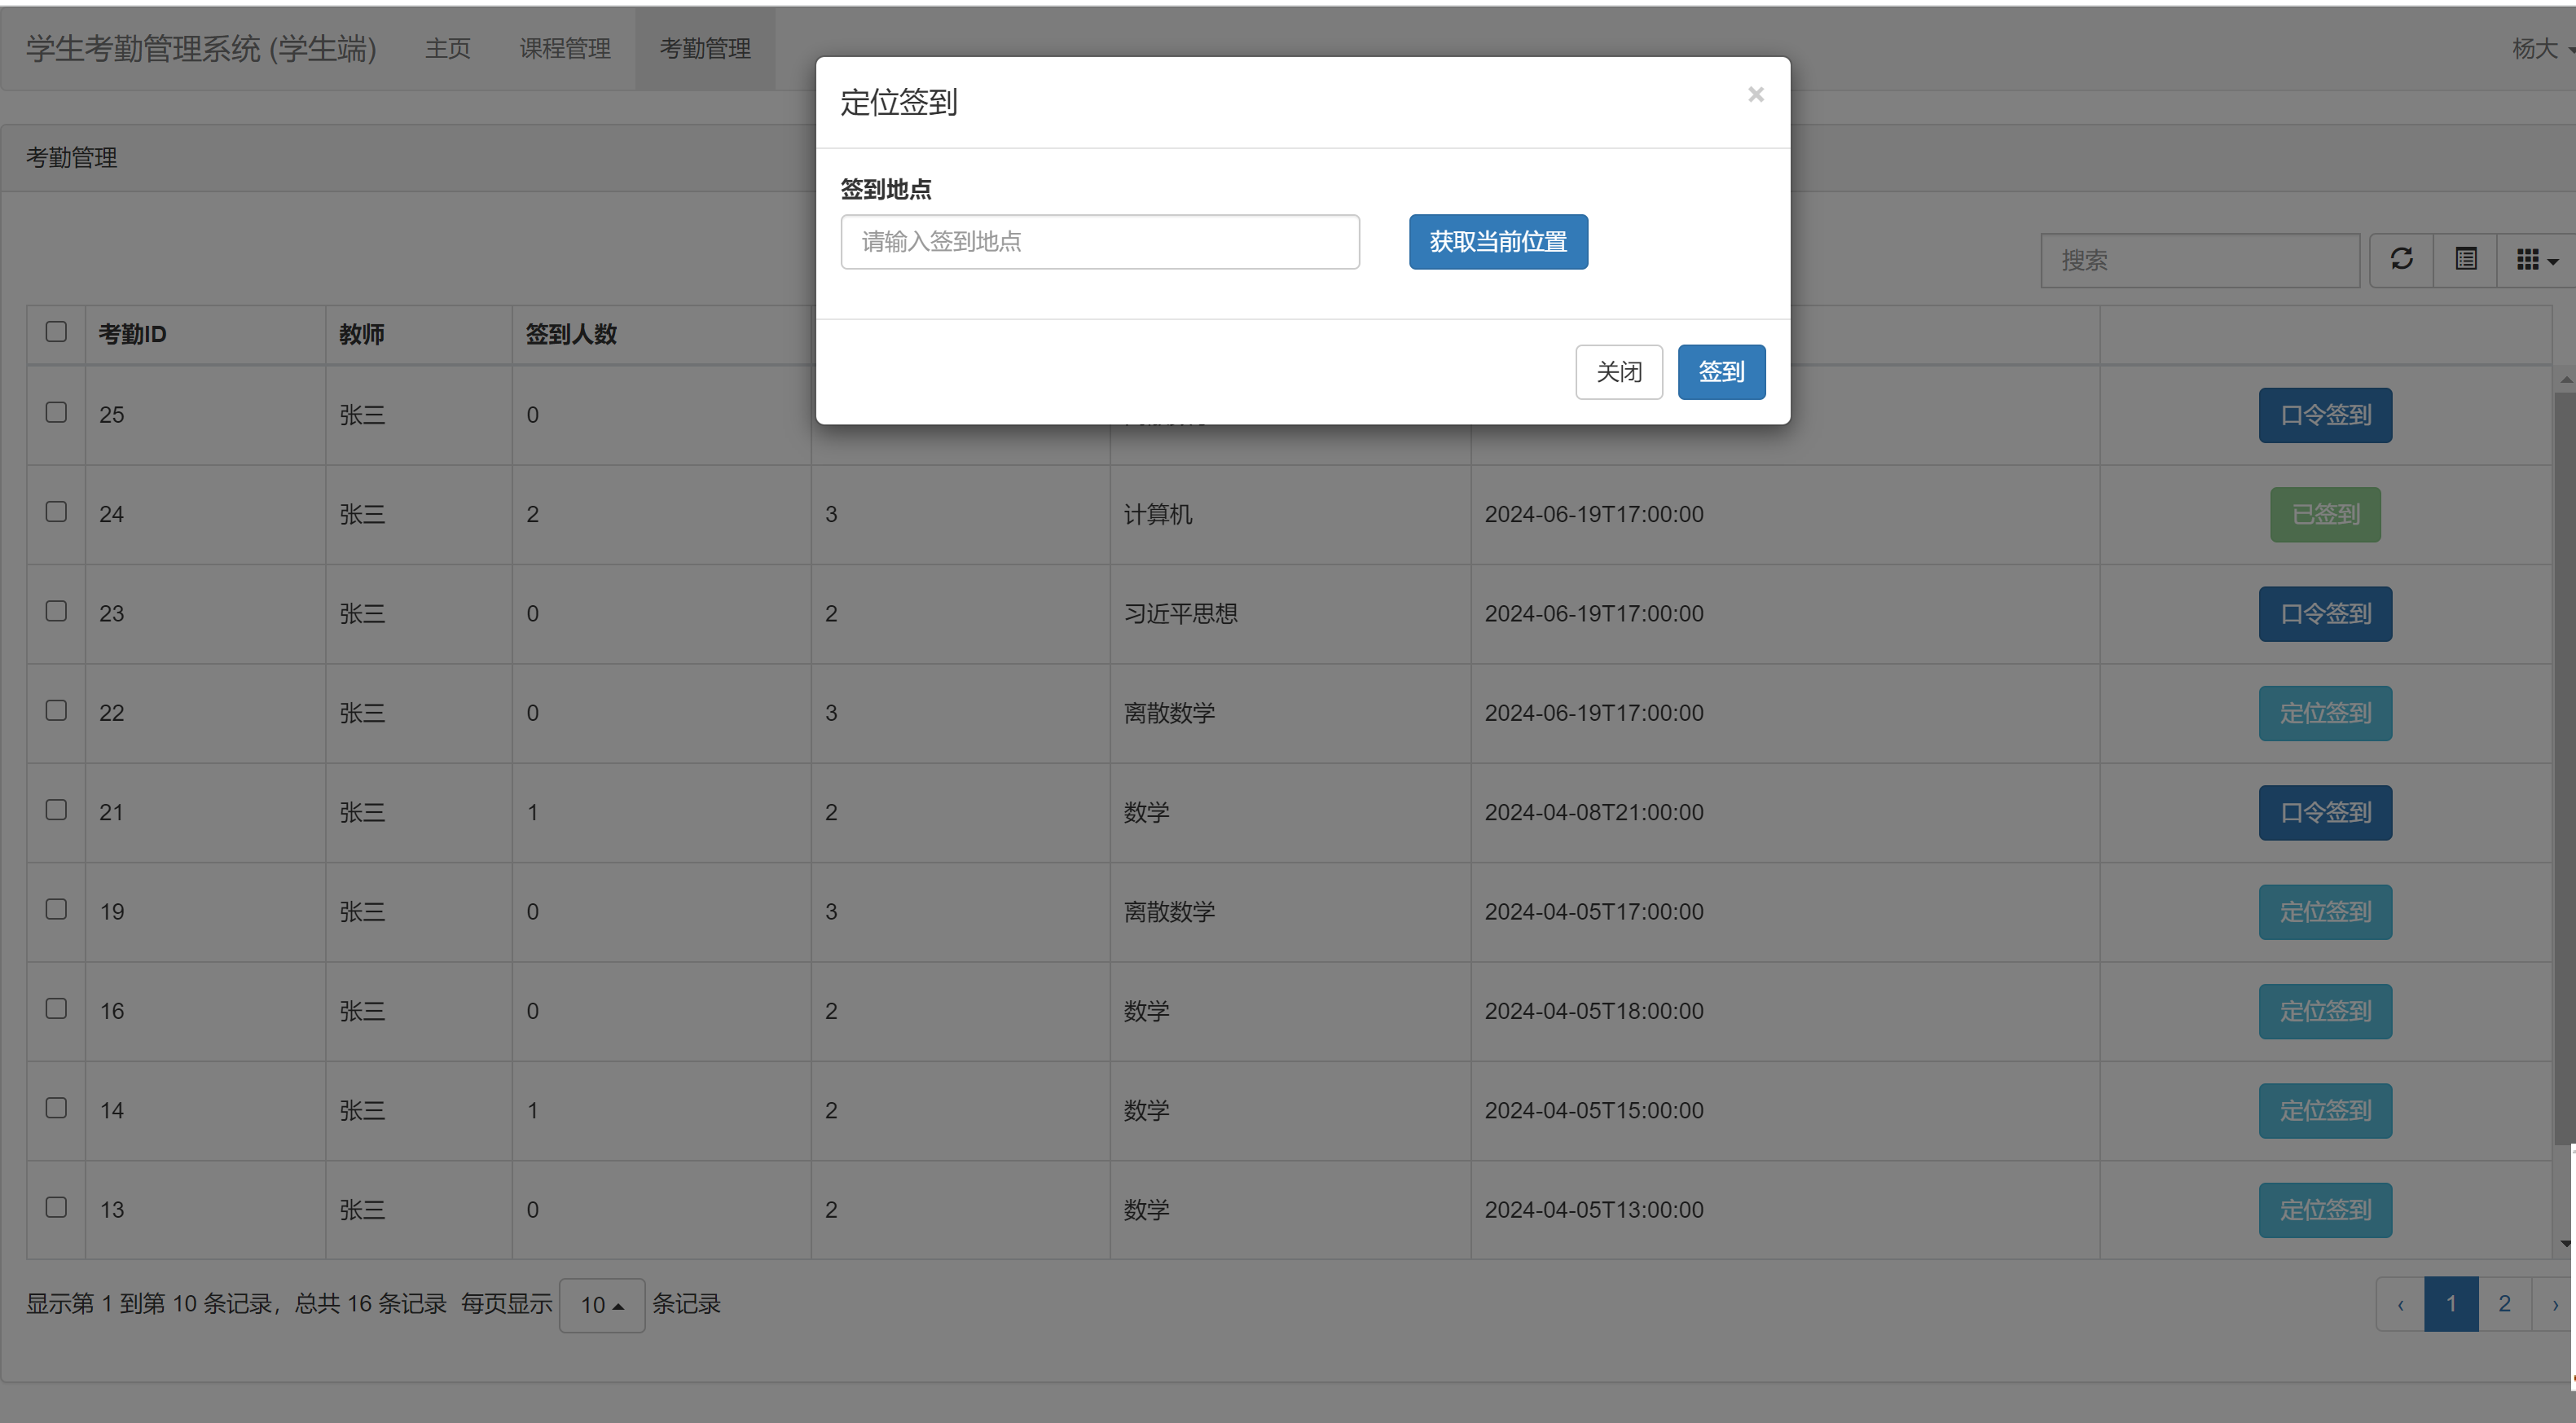 学生考勤管理系统 (学生端) 主页 课程管理 考勤管理 杨大
定位签到 ×
考勤管理
签到地点
请输入签到地点 获取当前位置
搜索
考勤ID 教师 签到人数
关闭 签到
25 张三 0 口令签到
24 张三 2 3 计算机 2024-06-19T17:00:00 已签到
23 张三 0 2 习近平思想 2024-06-19T17:00:00 口令签到
22 张三 0 3 离散数学 2024-06-19T17:00:00 定位签到
21 张三 1 2 数学 2024-04-08T21:00:00 口令签到
19 张三 0 3 离散数学 2024-04-05T17:00:00 定位签到
16 张三 0 2 数学 2024-04-05T18:00:00 定位签到
14 张三 1 2 数学 2024-04-05T15:00:00 定位签到
13 张三 0 2 数学 2024-04-05T13:00:00 定位签到
显示第 1 到第 10 条记录，总共 16 条记录 每页显示 10 条记录 ‹ 1 2 ›